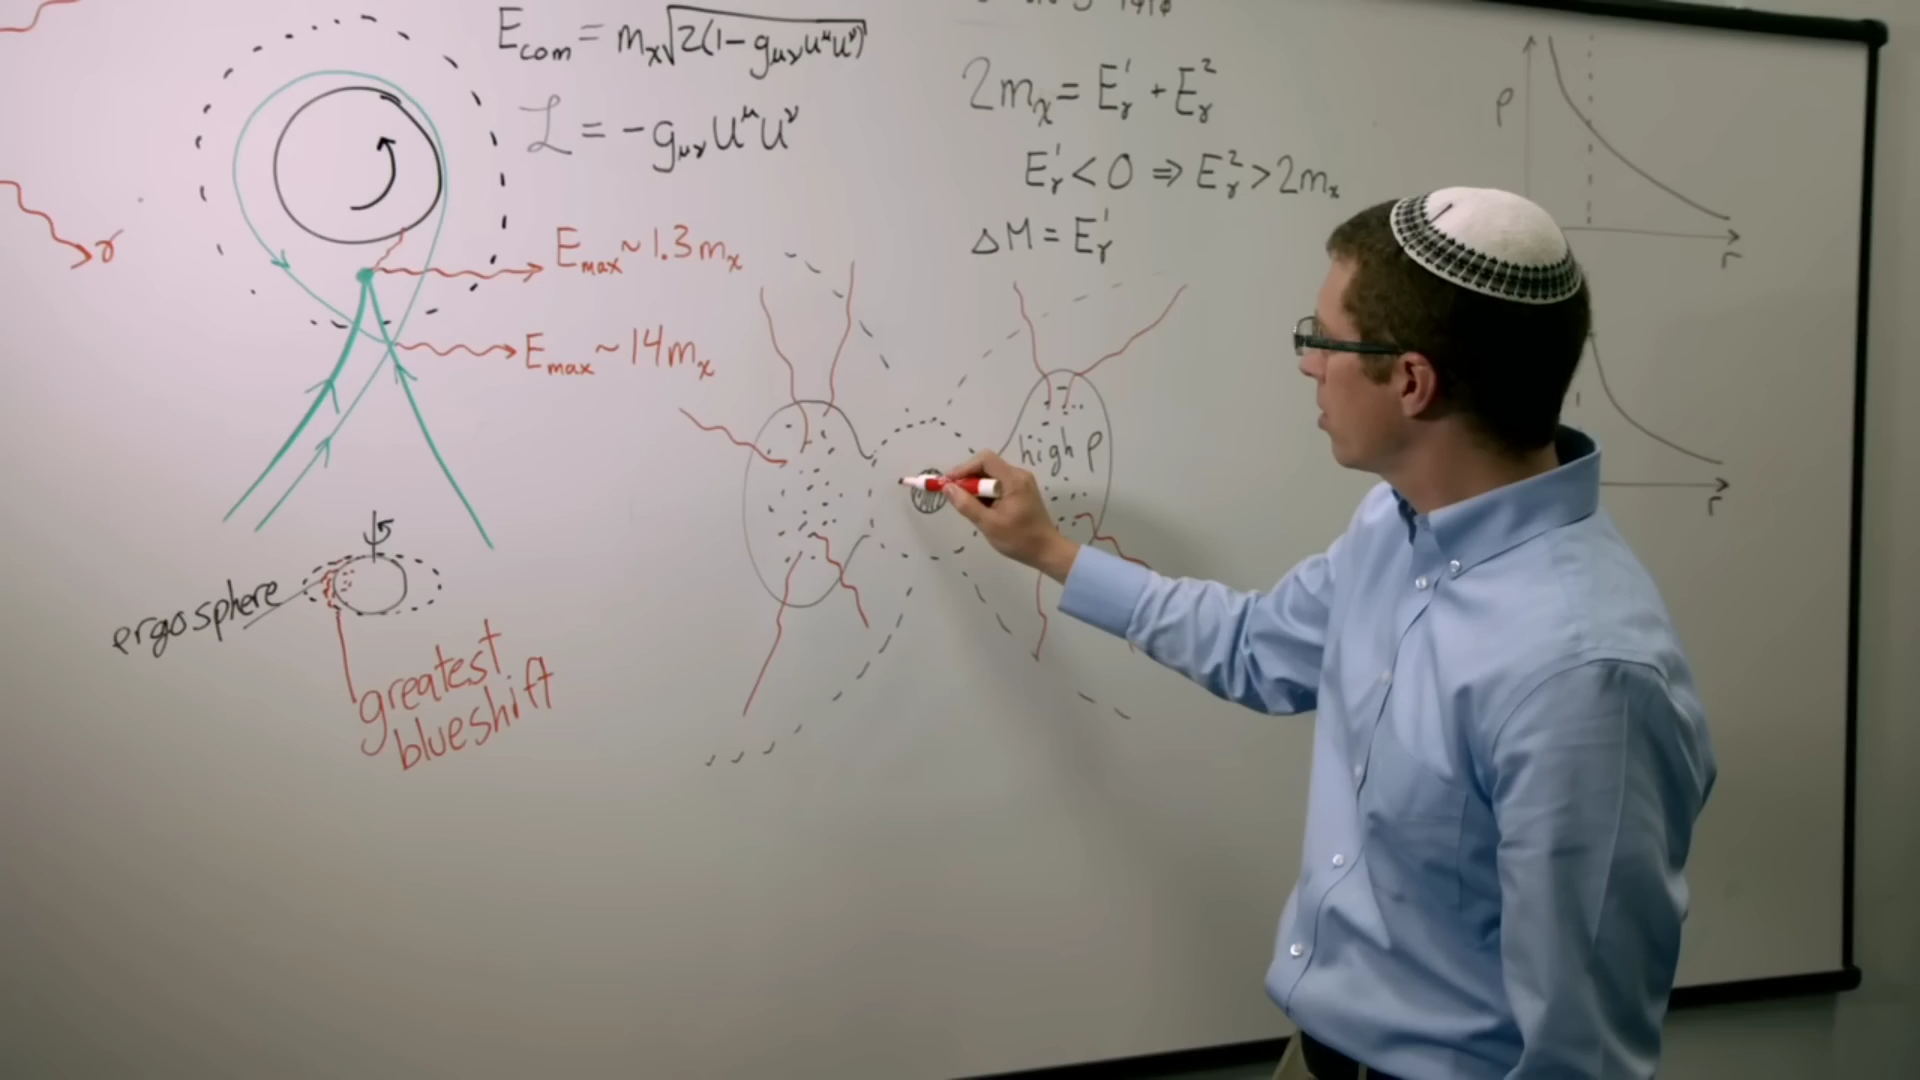 E_com = m_χ√2(1-g_μν u^μ u^ν)
ℒ = -g_μν u^μ u^ν
2m_χ = E_γ^1 + E_γ^2
E_γ^1 < 0 ⇒ E_γ^2 > 2m_χ
ΔM = E_γ^1
γ
E_max ~ 1.3 m_χ
E_max ~ 14 m_χ
ρ
r
high ρ
r
ergosphere
greatest
blueshift